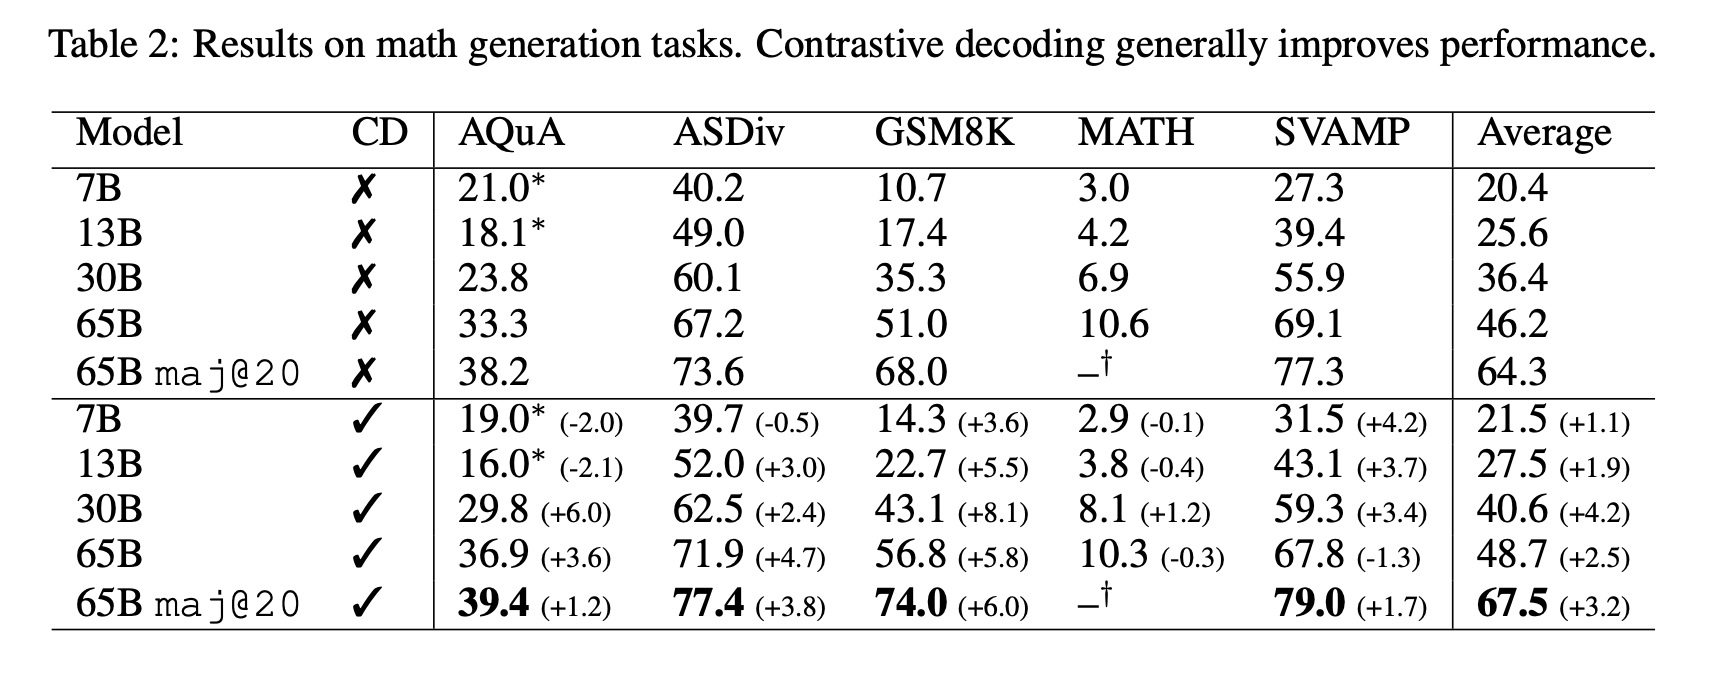 Table 2: Results on math generation tasks. Contrastive decoding generally improves performance.
Model CD AQuA ASDiv GSM8K MATH SVAMP Average
7B ✗ 21.0* 40.2 10.7 3.0 27.3 20.4
13B ✗ 18.1* 49.0 17.4 4.2 39.4 25.6
30B ✗ 23.8 60.1 35.3 6.9 55.9 36.4
65B ✗ 33.3 67.2 51.0 10.6 69.1 46.2
65B maj@20 ✗ 38.2 73.6 68.0 –† 77.3 64.3
7B ✓ 19.0* (-2.0) 39.7 (-0.5) 14.3 (+3.6) 2.9 (-0.1) 31.5 (+4.2) 21.5 (+1.1)
13B ✓ 16.0* (-2.1) 52.0 (+3.0) 22.7 (+5.5) 3.8 (-0.4) 43.1 (+3.7) 27.5 (+1.9)
30B ✓ 29.8 (+6.0) 62.5 (+2.4) 43.1 (+8.1) 8.1 (+1.2) 59.3 (+3.4) 40.6 (+4.2)
65B ✓ 36.9 (+3.6) 71.9 (+4.7) 56.8 (+5.8) 10.3 (-0.3) 67.8 (-1.3) 48.7 (+2.5)
65B maj@20 ✓ 39.4 (+1.2) 77.4 (+3.8) 74.0 (+6.0) –† 79.0 (+1.7) 67.5 (+3.2)